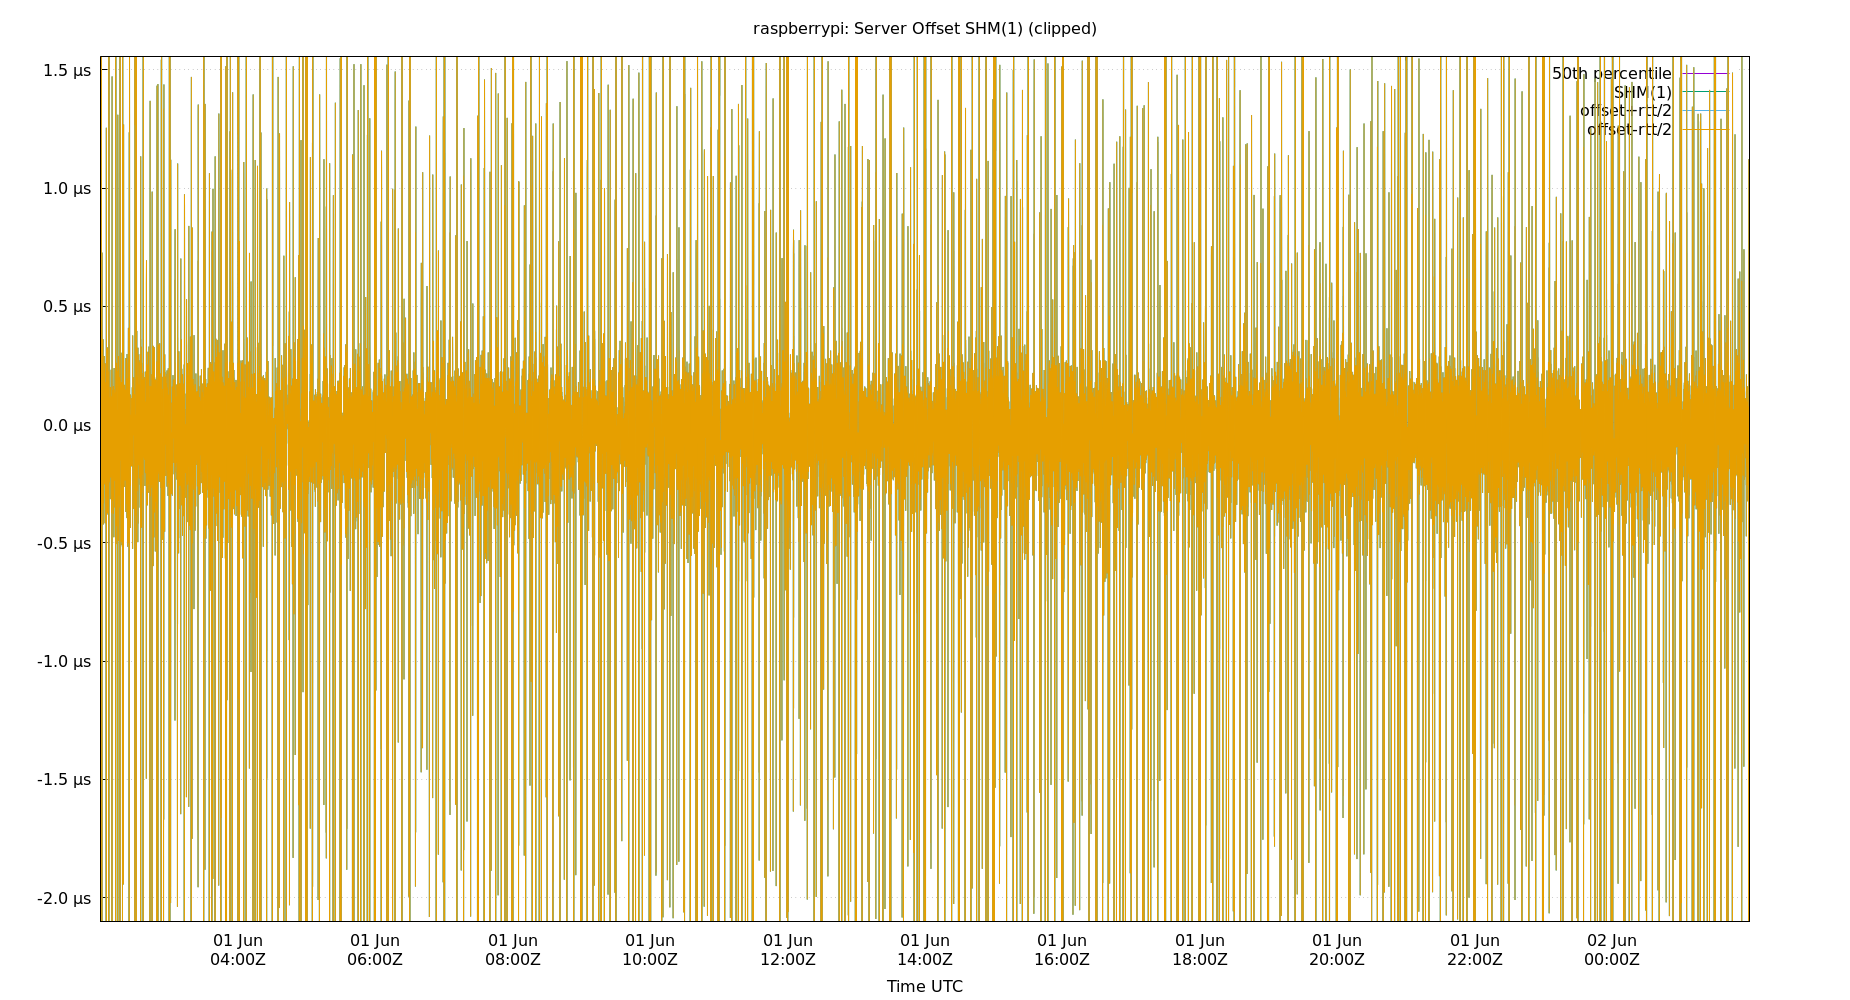 raspberrypi: Server Offset SHM(1) (clipped)
1.5 µs
1.0 µs
0.5 µs
0.0 µs
-0.5 µs
-1.0 µs
-1.5 µs
-2.0 µs
50th percentile
SHM(1)
offset+rtt/2
offset-rtt/2
01 Jun 01 Jun 01 Jun 01 Jun 01 Jun 01 Jun 01 Jun 01 Jun 01 Jun 01 Jun 02 Jun
04:00Z 06:00Z 08:00Z 10:00Z 12:00Z 14:00Z 16:00Z 18:00Z 20:00Z 22:00Z 00:00Z
Time UTC